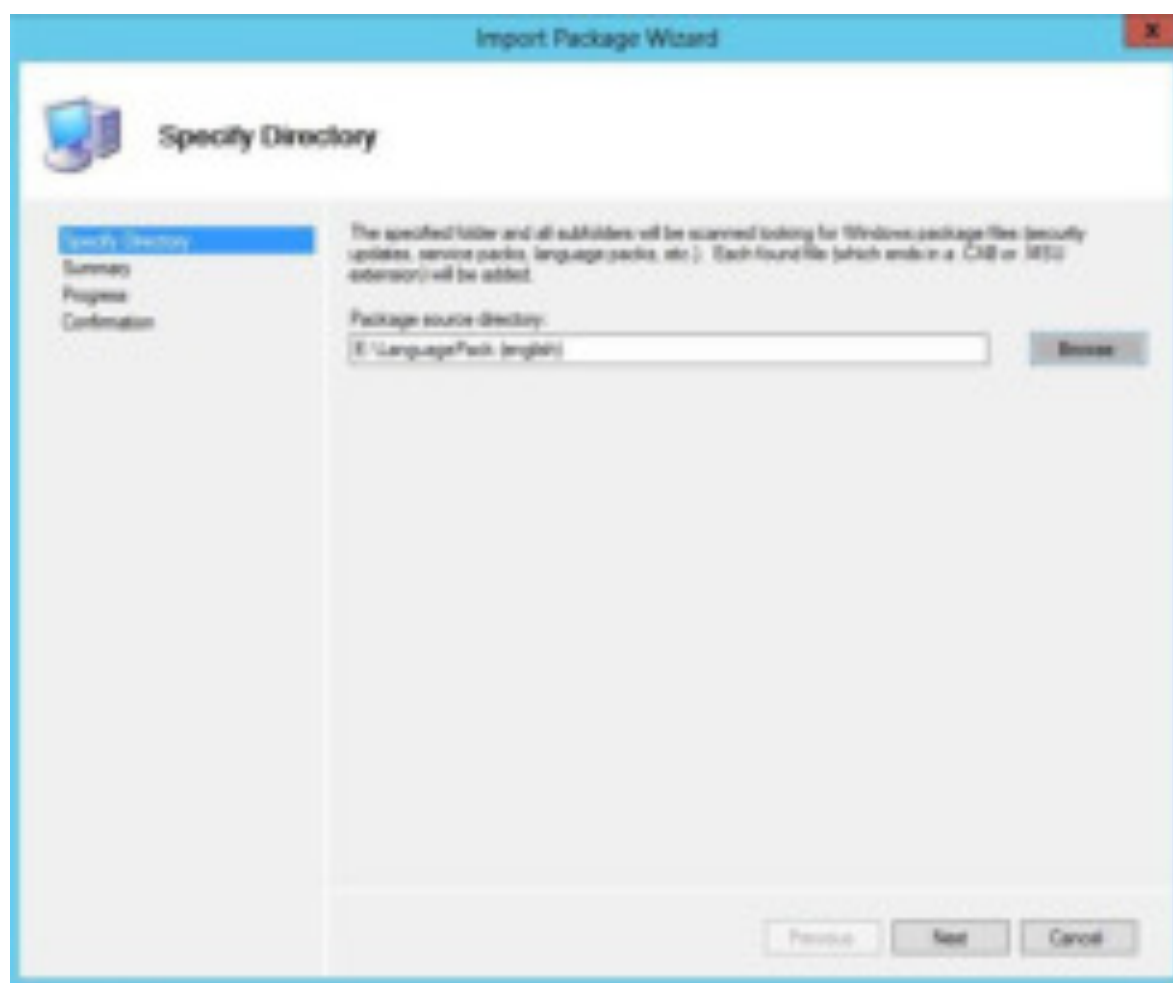 Import Package Wizard
x
Specify Directory
Specify Directory
Summary
Progress
Confirmation
The specified folder and all subfolders will be scanned looking for Windows package files (security
updates, service packs, language packs, etc.). Each found file (which ends in a .CAB or .MSU
extension) will be added.
Package source directory:
E:\LanguagePack (english)
Browse
Previous
Next
Cancel